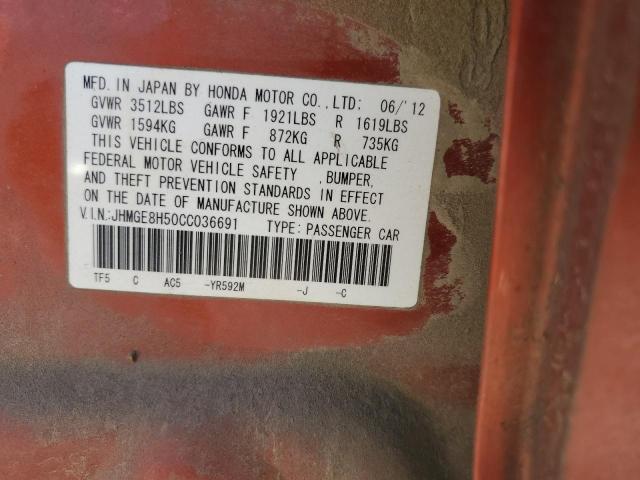 MFD. IN JAPAN BY HONDA MOTOR CO., LTD: 06/'12
GVWR 3512LBS GAWR F 1921LBS R 1619LBS
GVWR 1594KG GAWR F 872KG R 735KG
THIS VEHICLE CONFORMS TO ALL APPLICABLE
FEDERAL MOTOR VEHICLE SAFETY ,BUMPER,
AND THEFT PREVENTION STANDARDS IN EFFECT
ON THE DATE OF MANUFACTURE SHOWN ABOVE.
V.I.N.:JHMGE8H50CC036691 TYPE: PASSENGER CAR
TF5 C AC5 -YR592M -J -C